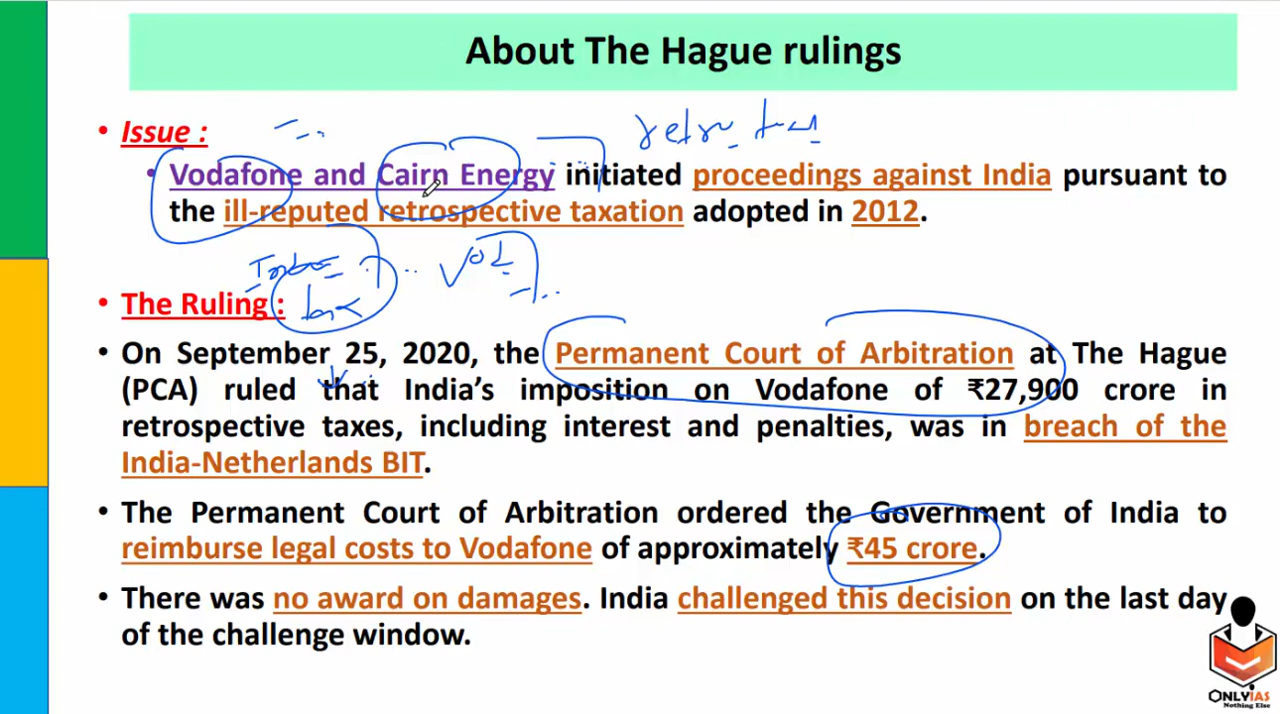 About The Hague rulings
• Issue :
retro tax
• Vodafone and Cairn Energy initiated proceedings against India pursuant to
the ill-reputed retrospective taxation adopted in 2012.
Vod
• The Ruling :
tax
• On September 25, 2020, the Permanent Court of Arbitration at The Hague
(PCA) ruled that India’s imposition on Vodafone of ₹27,900 crore in
retrospective taxes, including interest and penalties, was in breach of the
India-Netherlands BIT.
• The Permanent Court of Arbitration ordered the Government of India to
reimburse legal costs to Vodafone of approximately ₹45 crore.
• There was no award on damages. India challenged this decision on the last day
of the challenge window.
ONLYIAS
Nothing Else